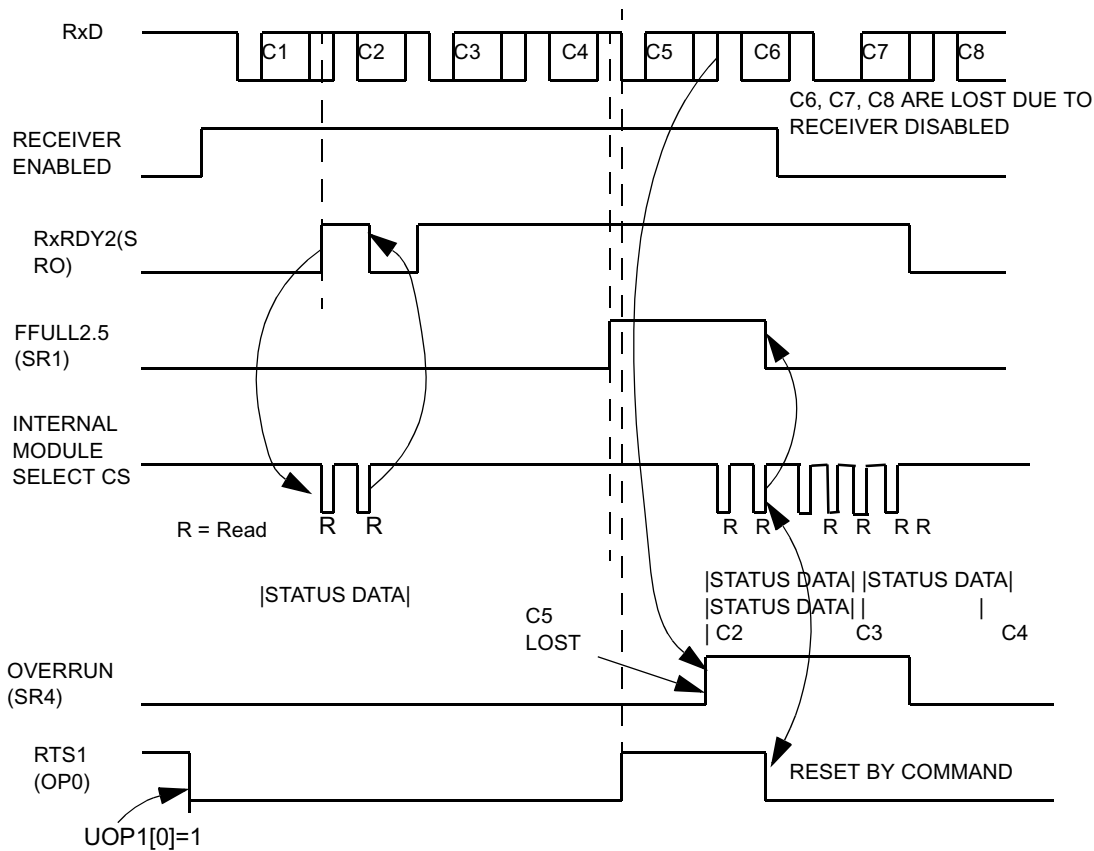 RxD
C1
C2
C3
C4
C5
C6
C7
C8
C6, C7, C8 ARE LOST DUE TO
RECEIVER DISABLED
RECEIVER
ENABLED
RxRDY2(S
RO)
FFULL2.5
(SR1)
INTERNAL
MODULE
SELECT CS
R = Read
R R
R R R R R R
|STATUS DATA|
|STATUS DATA| |STATUS DATA|
|STATUS DATA| | |
| C2 C3 C4
C5
LOST
OVERRUN
(SR4)
RTS1
(OP0)
RESET BY COMMAND
UOP1[0]=1